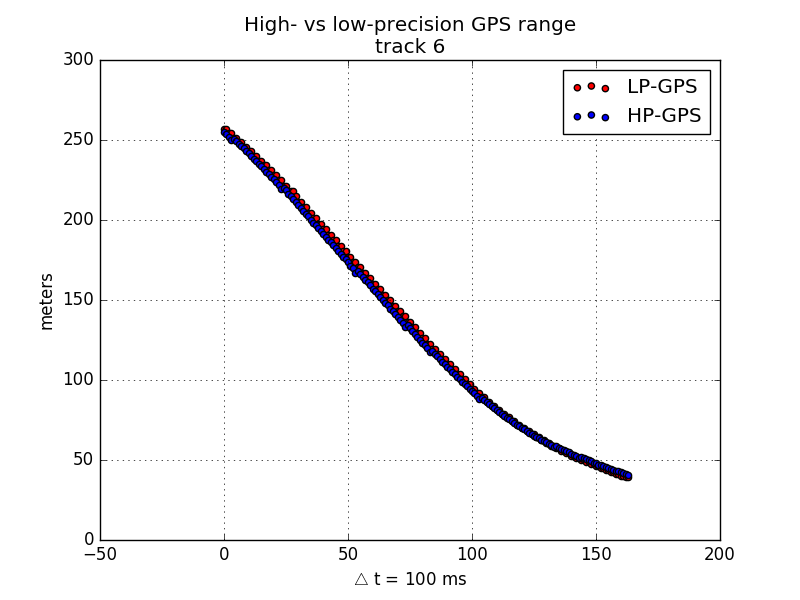 High- vs low-precision GPS range
track 6
300
LP-GPS
HP-GPS
250
200
150
100
50
0
meters
−50 0 50 100 150 200
△ t = 100 ms